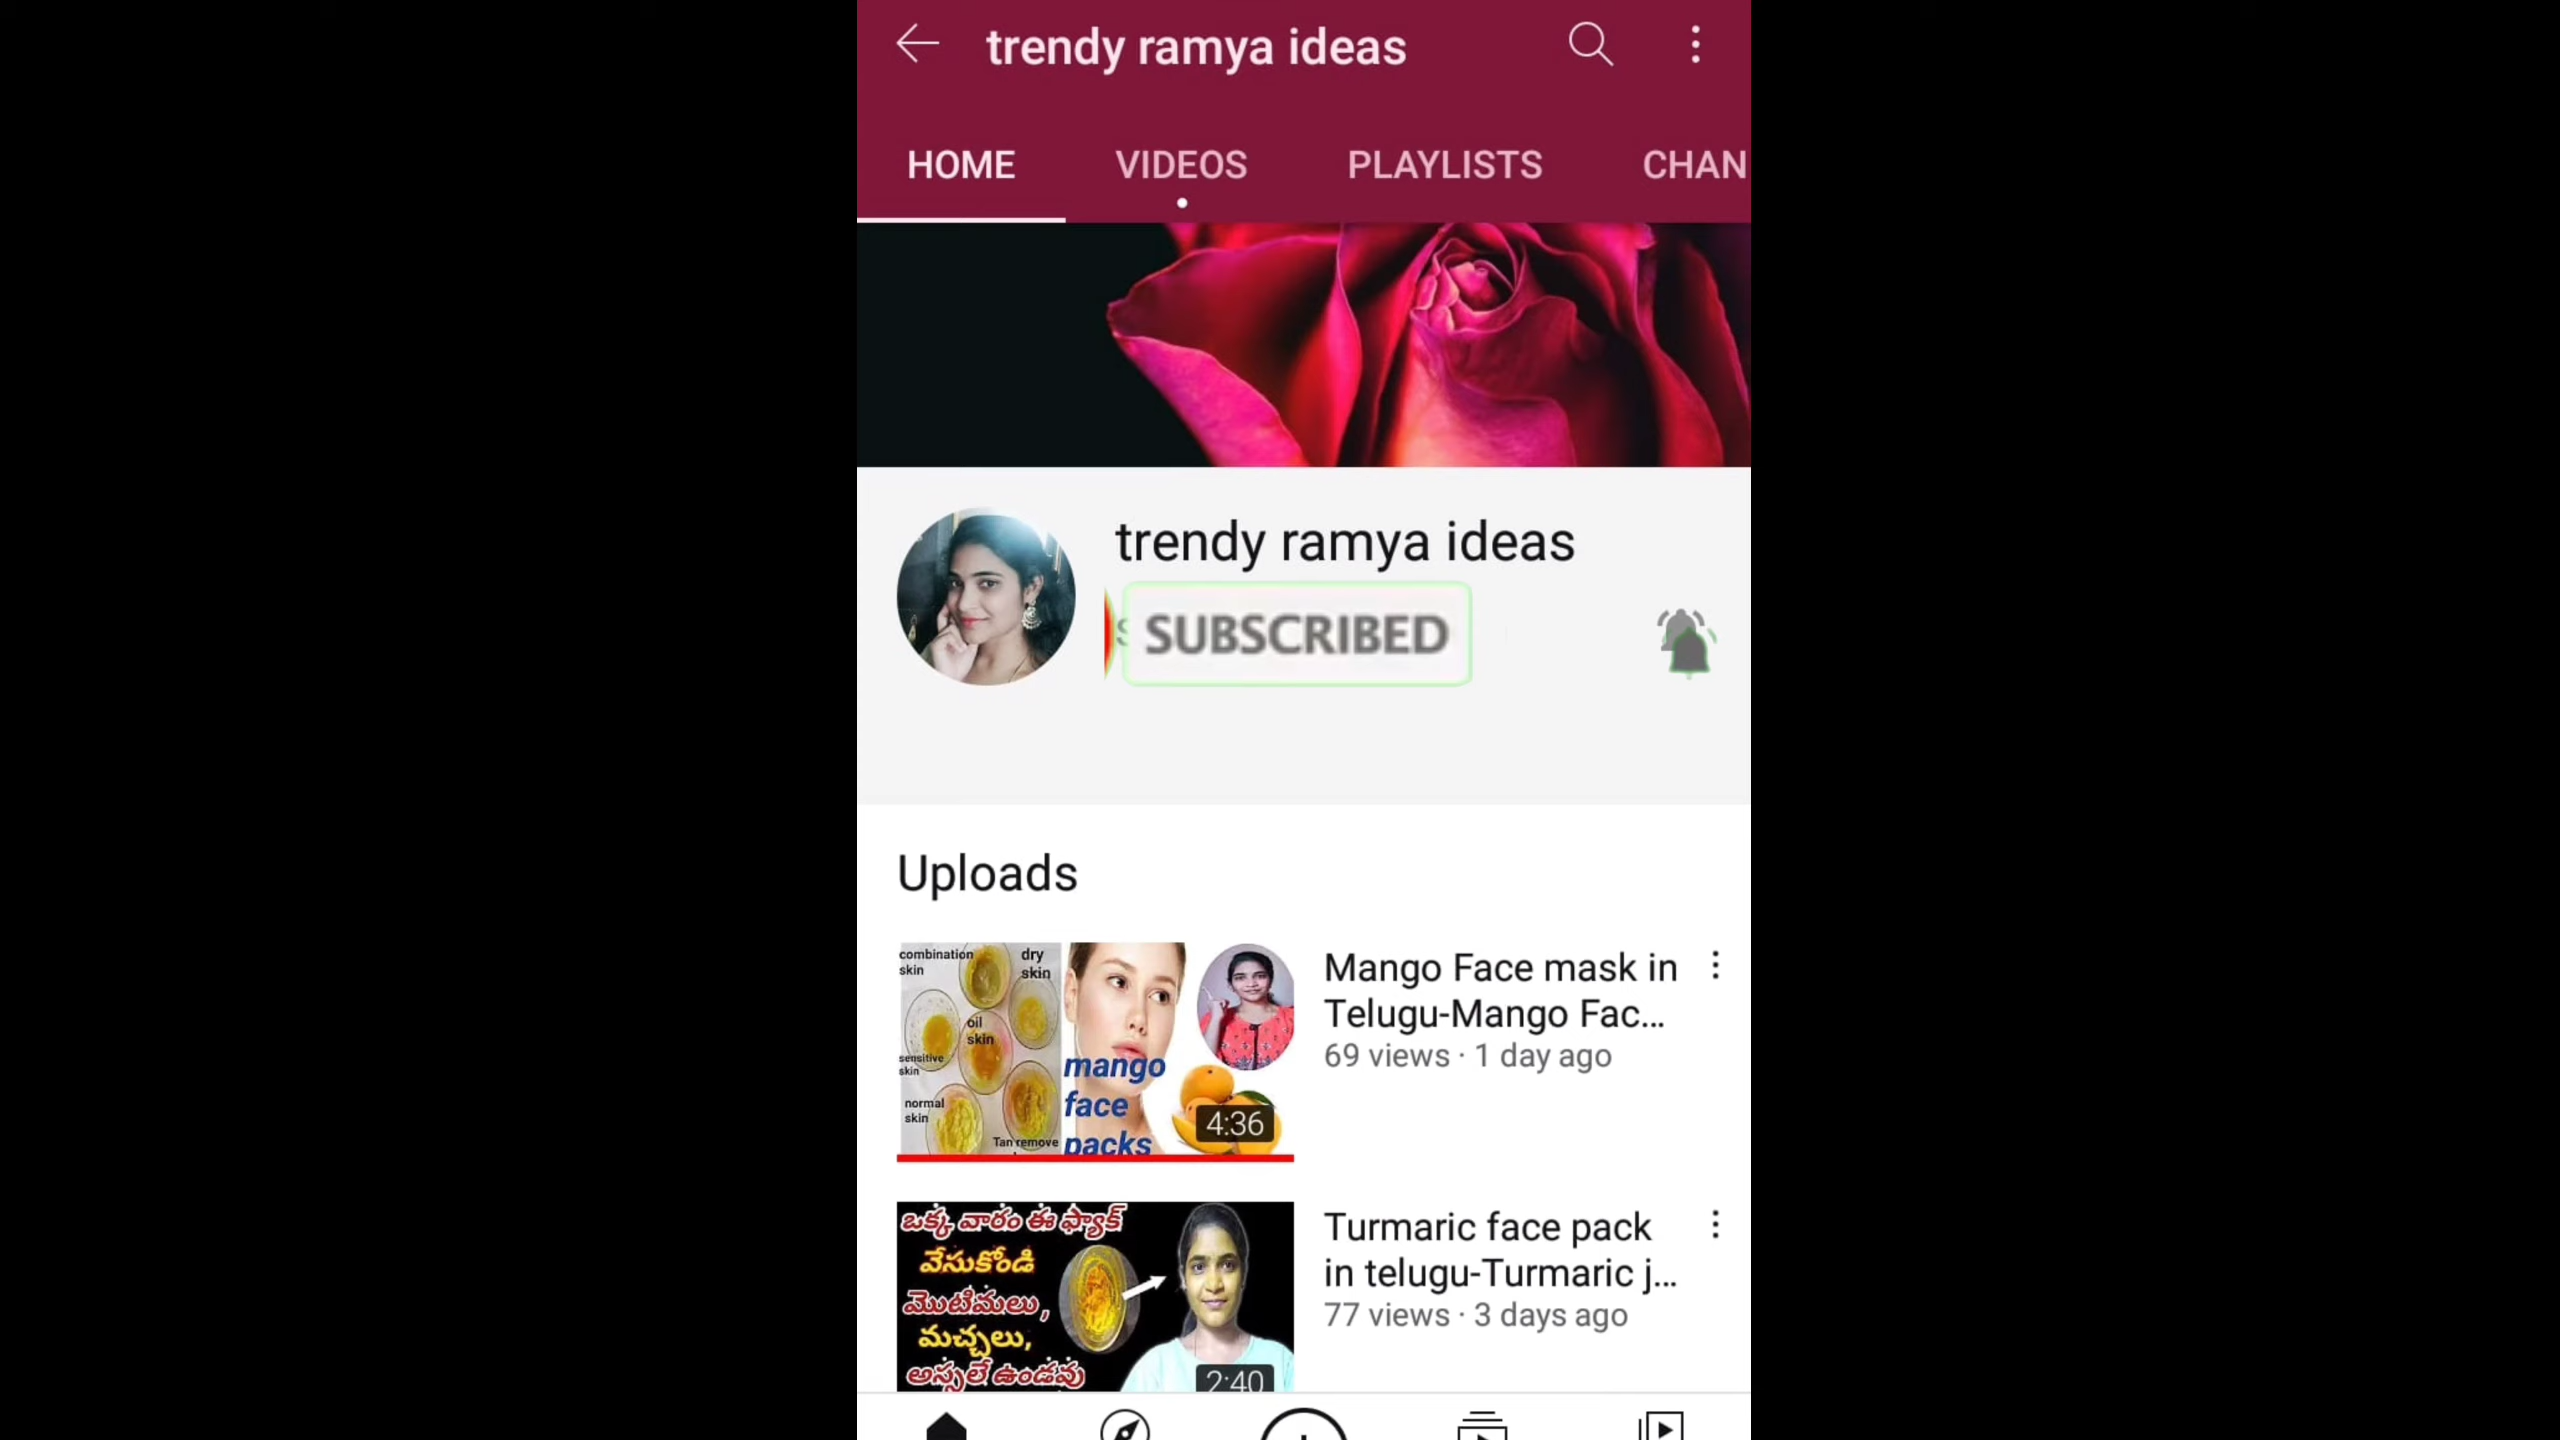 trendy ramya ideas
HOME VIDEOS PLAYLISTS CHAN
trendy ramya ideas
SUBSCRIBED
Uploads
combination
skin
dry
skin
oil
skin
sensitive
skin
normal
skin
Tan remove
mango
face
packs
4:36
Mango Face mask in
Telugu-Mango Fac...
69 views · 1 day ago
ఒక్క వారం ఈ ఫ్యాక్
వేసుకోండి
మొటిమలు,
మచ్చలు,
అస్సలే ఉండవు
2:40
Turmaric face pack
in telugu-Turmaric j...
77 views · 3 days ago